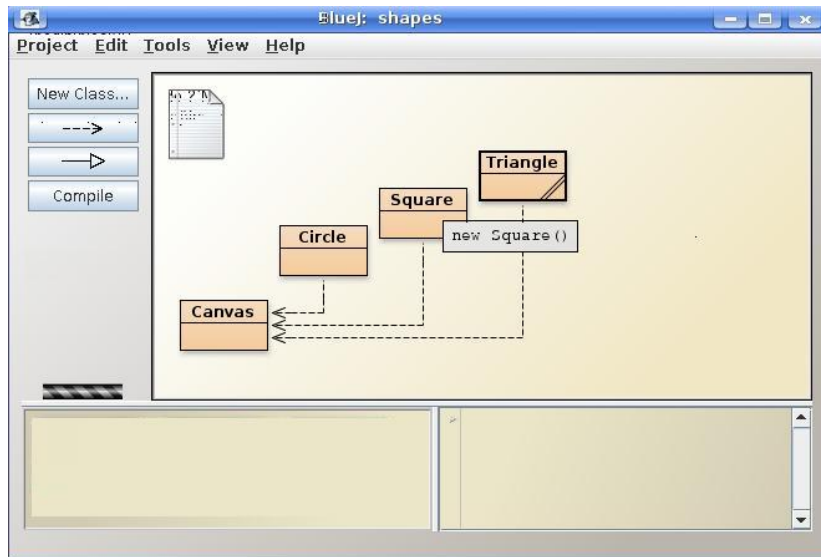 BlueJ: shapes
Project Edit Tools View Help
New Class...
Compile
Triangle
Square
new Square()
Circle
Canvas